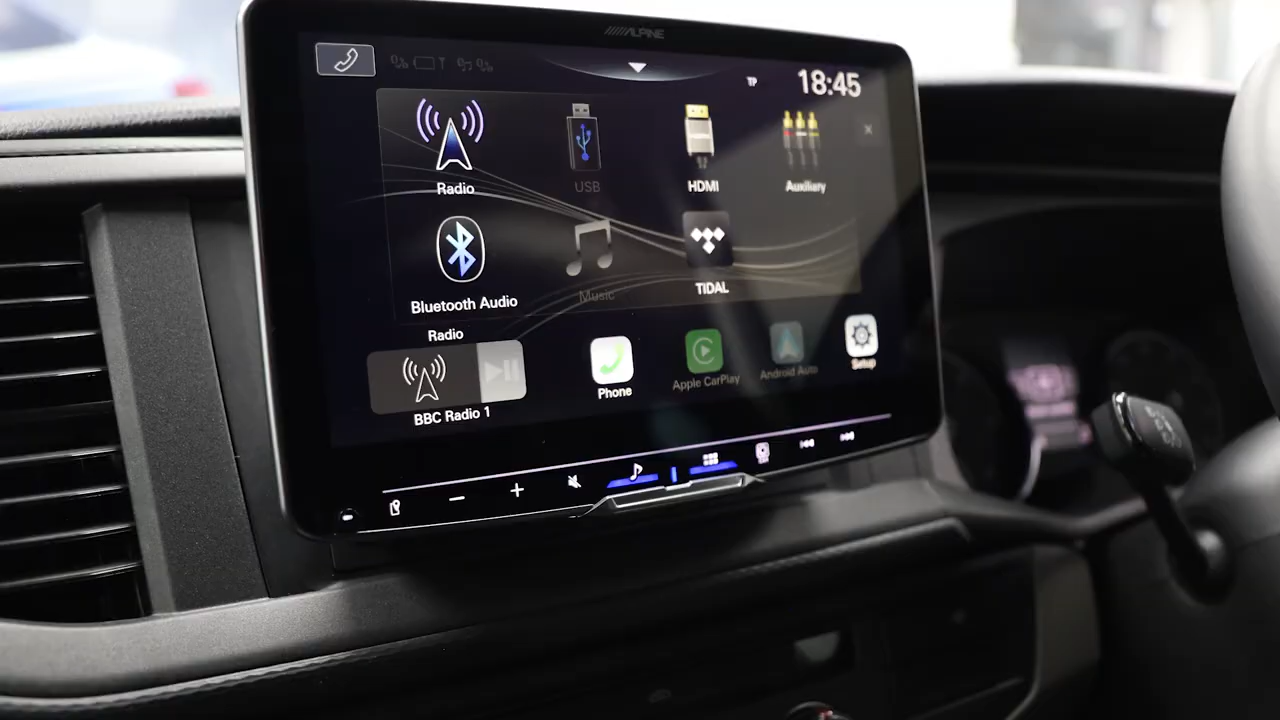 ALPINE
TP
18:45
Radio
USB
HDMI
Auxiliary
Bluetooth Audio
Music
TIDAL
Radio
BBC Radio 1
Phone
Apple CarPlay
Android Auto
Setup